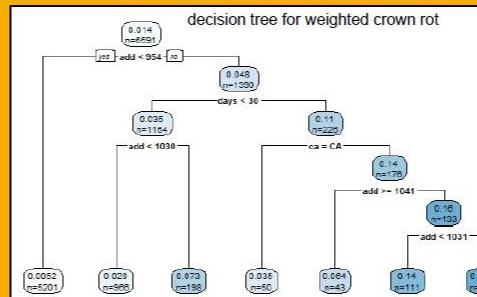 decision tree for weighted crown rot
0.014
n=6591
yes add < 954 no
0.048
n=1390
days < 30
0.035
n=1164
0.11
n=226
add < 1030
ca = CA
0.14
n=176
add >= 1041
0.16
n=133
add < 1031
0.0052
n=5201
0.028
n=966
0.073
n=198
0.035
n=50
0.064
n=43
0.14
n=111